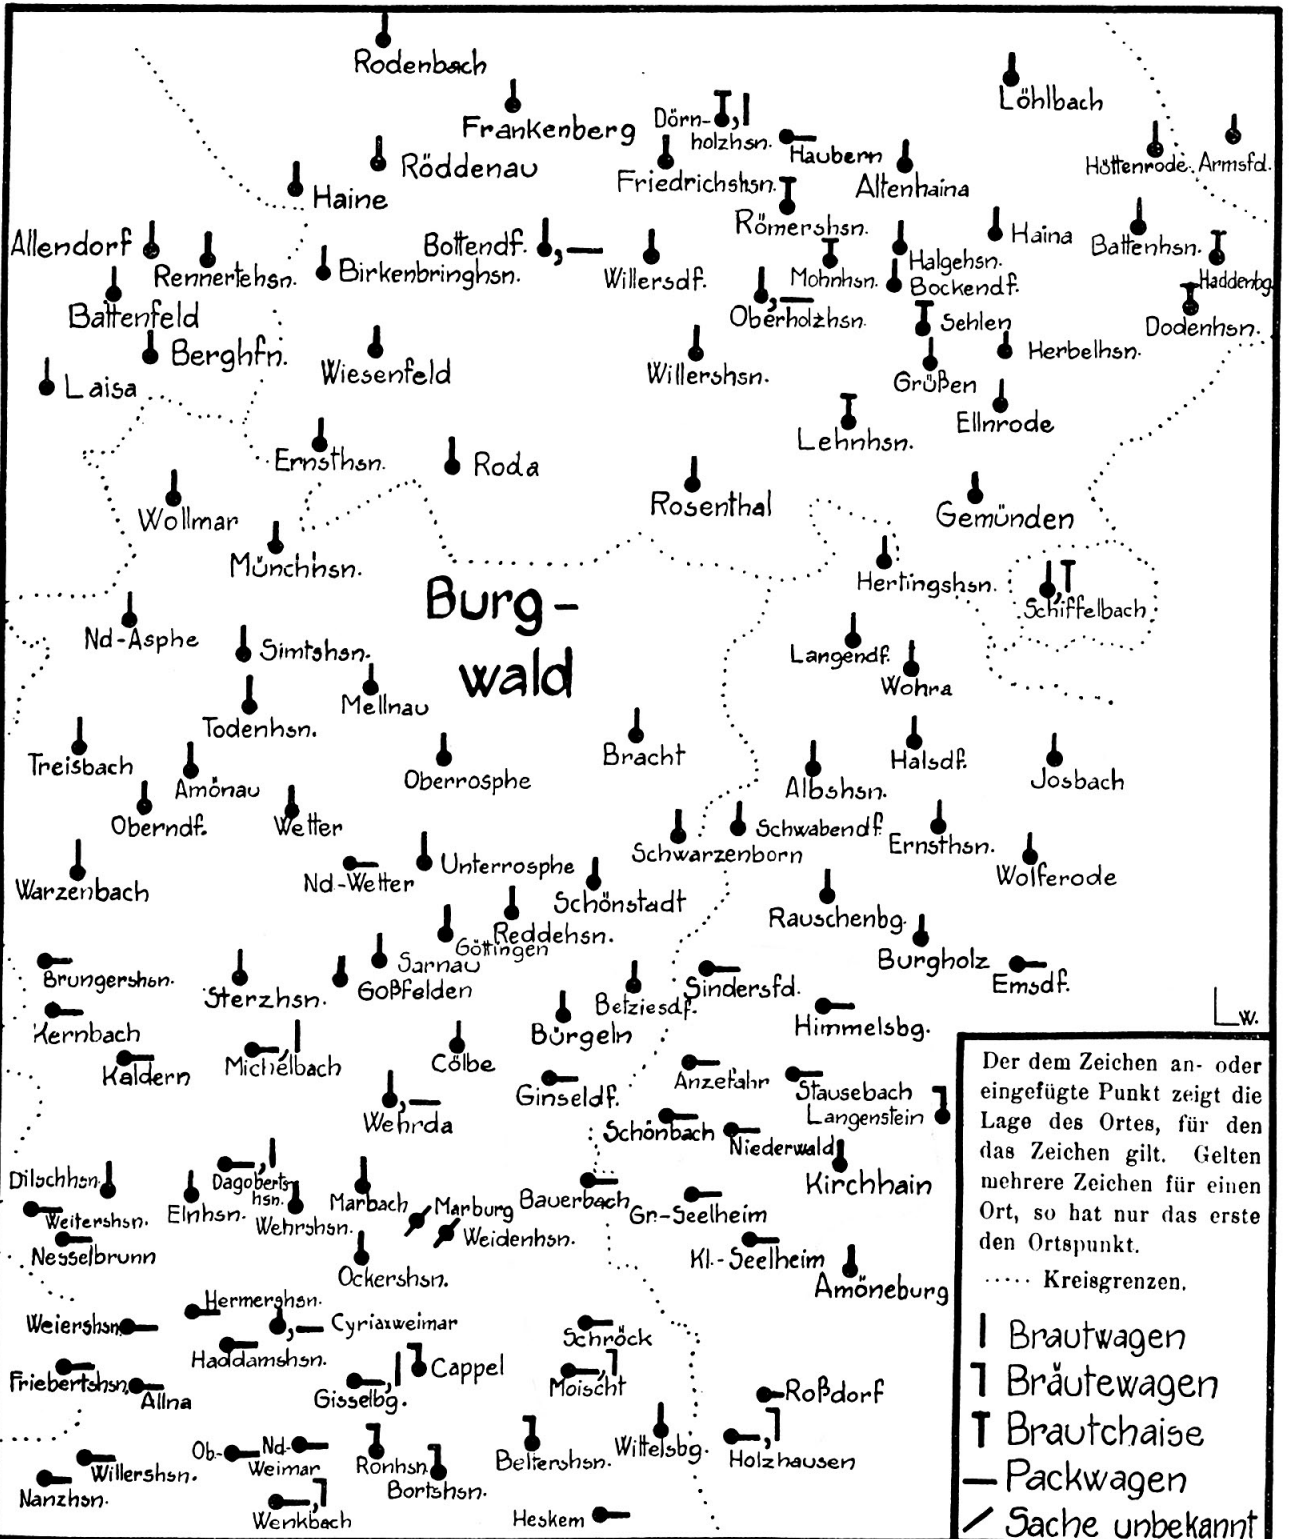 Rodenbach
Löhlbach
Frankenberg
Dörn-
holzhsn.
Haubern
Hüttenrode
Armsfd.
Röddenau
Friedrichshsn.
Altenhaina
Haine
Römershsn.
Allendorf
Rennertehsn.
Birkenbringhsn.
Bottendf.
Willersdf.
Mohnhsn.
Halgehsn.
Haina
Battenhsn.
Bockendf.
Haddenbg.
Battenfeld
Oberholzhsn.
Sehlen
Dodenhsn.
Berghfn.
Wiesenfeld
Willershsn.
Grüßen
Herbelhsn.
Laisa
Ellnrode
Ernsthsn.
Roda
Lehnhsn.
Wollmar
Rosenthal
Gemünden
Münchhsn.
Hertingshsn.
Schiffelbach
Burg-
wald
Nd-Asphe
Simtshsn.
Langendf.
Wohra
Mellnau
Todenhsn.
Treisbach
Amönau
Oberrosphe
Bracht
Albshsn.
Halsdf.
Josbach
Oberndf.
Wetter
Schwarzenborn
Schwabendf.
Ernsthsn.
Wolferode
Warzenbach
Nd-Wetter
Unterrosphe
Schönstadt
Rauschenbg.
Reddehsn.
Göttingen
Burgholz
Brungershsn.
Sterzhsn.
Sarnau
Goßfelden
Betziesdf.
Sindersfd.
Emsdf.
Kernbach
Bürgeln
Himmelsbg.
Lw.
Kaldern
Michelbach
Cölbe
Ginseldf.
Anzefahr
Stausebach
Langenstein
Wehrda
Schönbach
Niederwald
Kirchhain
Dilschhsn.
Weitershsn.
Elnhsn.
Dagoberts-
hsn.
Wehrshsn.
Marbach
Marburg
Bauerbach
Gr.-Seelheim
Weidenhsn.
Nesselbrunn
Ockershsn.
Kl.-Seelheim
Amöneburg
Hermershsn.
Weiershsn.
Cyriaxweimar
Schröck
Haddamshsn.
Friebertshsn.
Allna
Gisselbg.
Cappel
Moischt
Roßdorf
Willershsn.
Ob.-
Nd.-
Weimar
Ronhsn.
Bortshsn.
Beltershsn.
Wittelsbg.
Holzhausen
Nanzhsn.
Wenkbach
Heskem
Der dem Zeichen an- oder
eingefügte Punkt zeigt die
Lage des Ortes, für den
das Zeichen gilt. Gelten
mehrere Zeichen für einen
Ort, so hat nur das erste
den Ortspunkt.
..... Kreisgrenzen.
Brautwagen
Bräutewagen
Brautchaise
Packwagen
Sache unbekannt